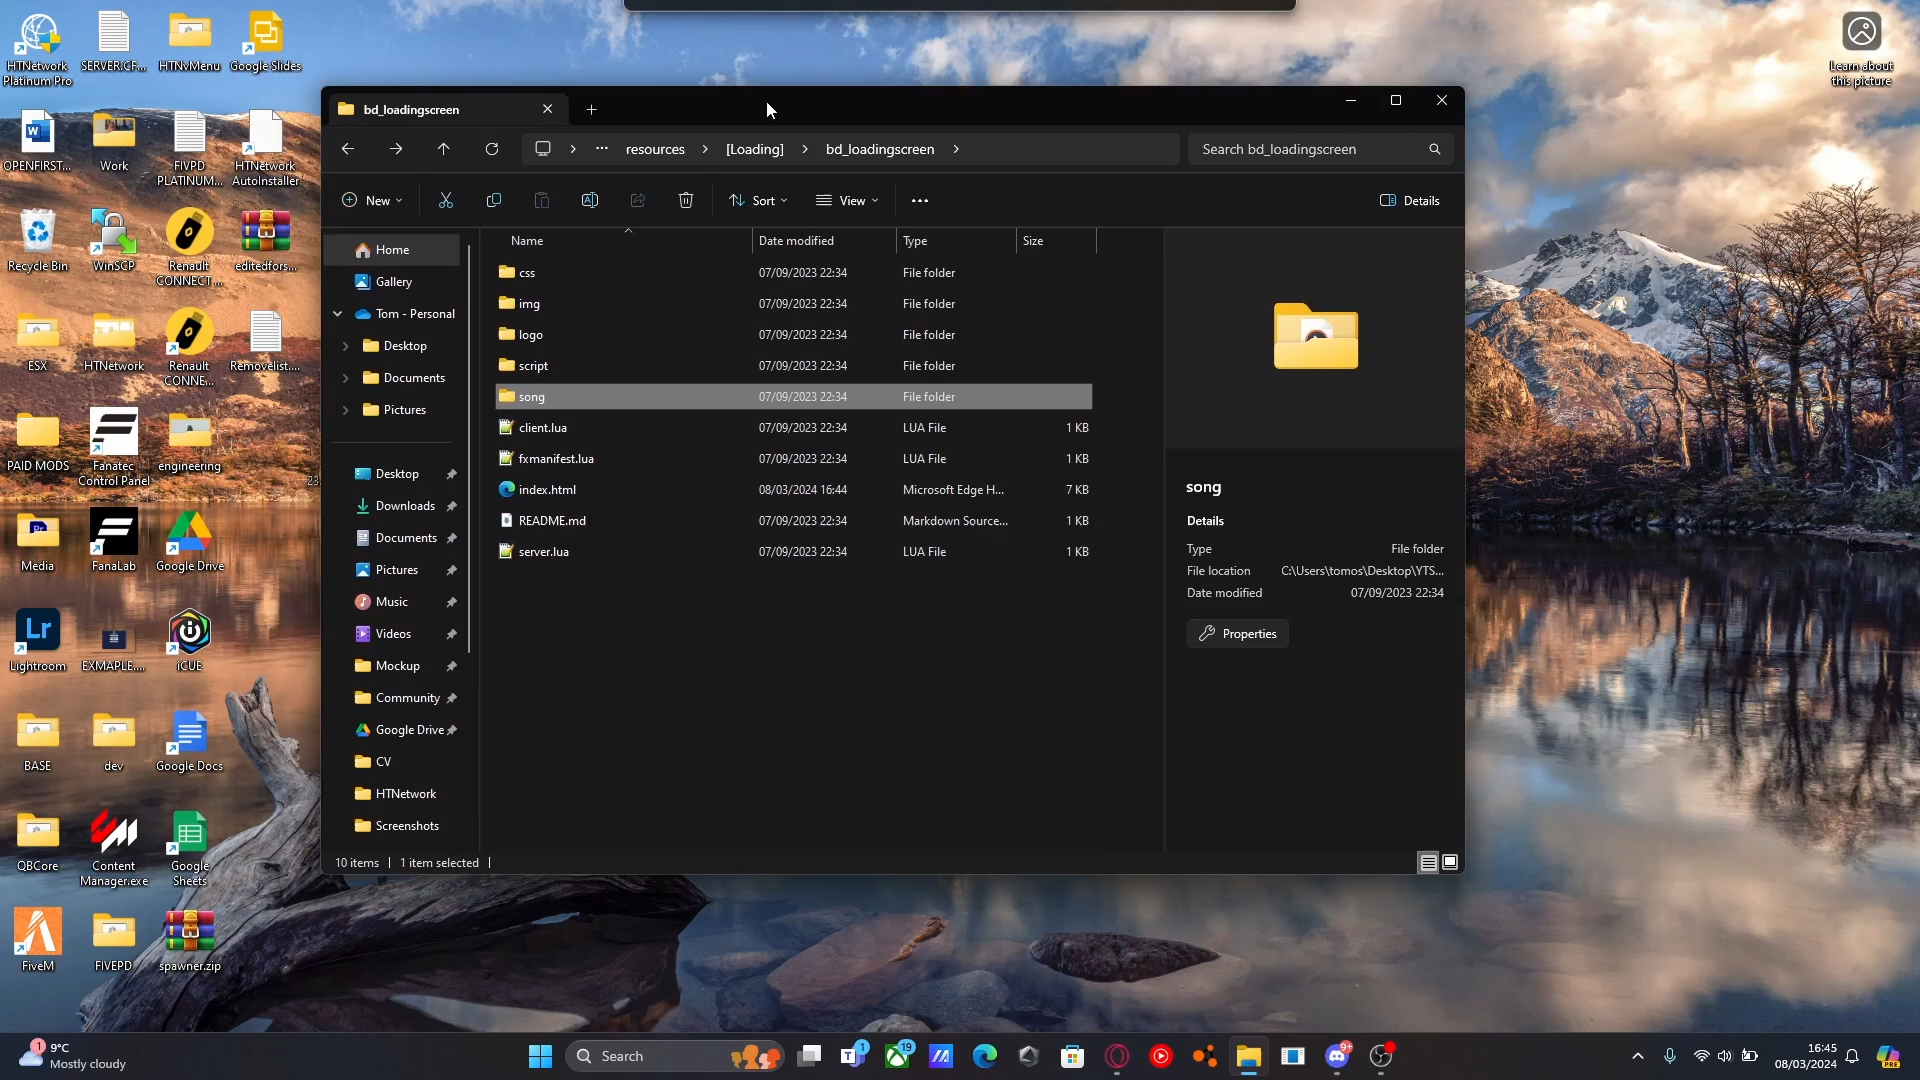 HTNetwork
Platinum Pro
SERVER.CF...
HTNvMenu
Google Slides
Learn about
this picture
OPENFIRST...
Work
FIVPD
PLATINUM...
HTNetwork
AutoInstaller
Recycle Bin
WinSCP
Renault
CONNECT ...
editedfors...
ESX
HTNetwork
Renault
CONNE...
Removelist....
PAID MODS
Fanatec
Control Panel
engineering
23
Media
FanaLab
Google Drive
Lightroom
EXMAPLE....
iCUE
BASE
dev
Google Docs
QBCore
Content
Manager.exe
Google
Sheets
FiveM
FIVEPD
spawner.zip
bd_loadingscreen
resources
[Loading]
bd_loadingscreen
Search bd_loadingscreen
New
Sort
View
Details
Home
Gallery
Tom - Personal
Desktop
Documents
Pictures
Desktop
Downloads
Documents
Pictures
Music
Videos
Mockup
Community
Google Drive
CV
HTNetwork
Screenshots
Name Date modified Type Size
css 07/09/2023 22:34 File folder
img 07/09/2023 22:34 File folder
logo 07/09/2023 22:34 File folder
script 07/09/2023 22:34 File folder
song 07/09/2023 22:34 File folder
client.lua 07/09/2023 22:34 LUA File 1 KB
fxmanifest.lua 07/09/2023 22:34 LUA File 1 KB
index.html 08/03/2024 16:44 Microsoft Edge H... 7 KB
README.md 07/09/2023 22:34 Markdown Source... 1 KB
server.lua 07/09/2023 22:34 LUA File 1 KB
song
Details
Type File folder
File location C:\Users\tomos\Desktop\YTS...
Date modified 07/09/2023 22:34
Properties
10 items
1 item selected
1
9°C
Mostly cloudy
Search
1
19
9+
16:45
08/03/2024
PRE